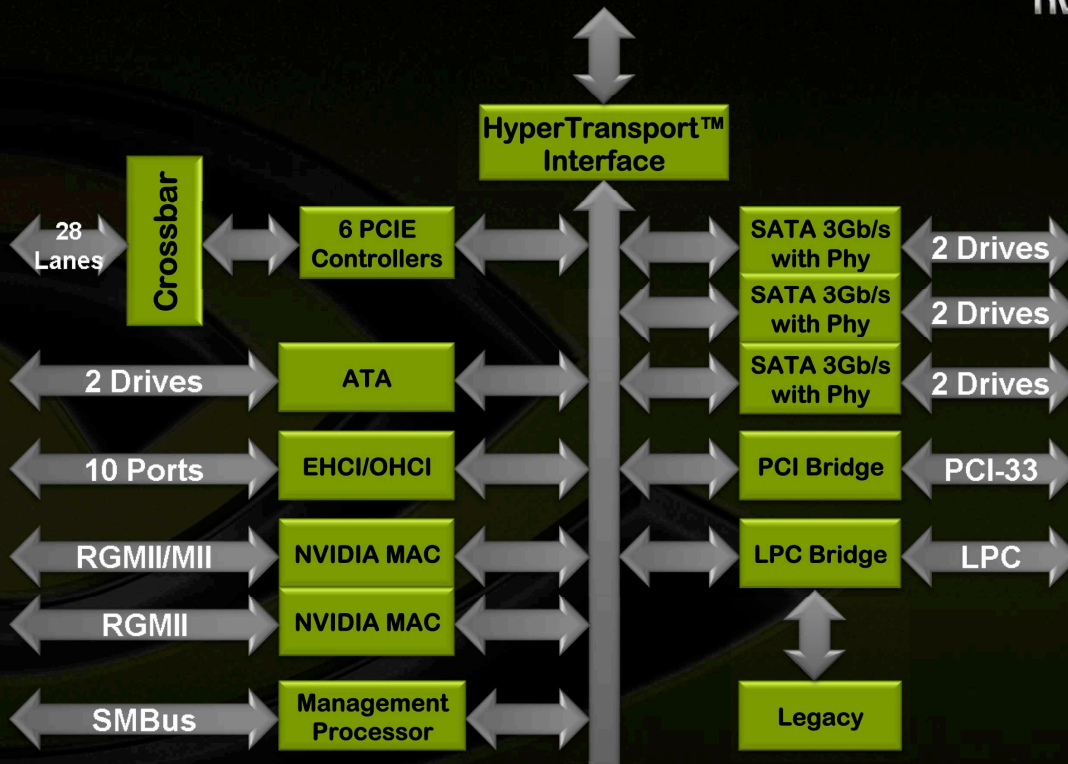 HyperTransport™
Interface
28
Lanes
Crossbar
6 PCIE
Controllers
SATA 3Gb/s
with Phy
2 Drives
SATA 3Gb/s
with Phy
2 Drives
2 Drives
ATA
SATA 3Gb/s
with Phy
2 Drives
10 Ports
EHCI/OHCI
PCI Bridge
PCI-33
RGMII/MII
NVIDIA MAC
LPC Bridge
LPC
RGMII
NVIDIA MAC
SMBus
Management
Processor
Legacy